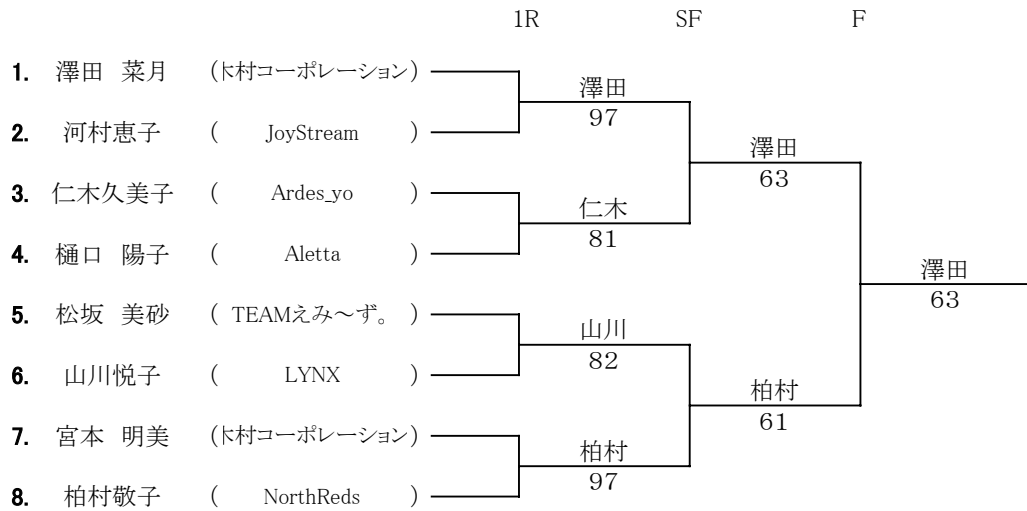 1R SF F
1. 澤田 菜月 (木村コーポレーション)
澤田
97
2. 河村恵子 ( JoyStream )
澤田
63
3. 仁木久美子 ( Ardes_yo )
仁木
81
4. 樋口 陽子 ( Aletta )
澤田
63
5. 松坂 美砂 ( TEAMえみ~ず。 )
山川
82
6. 山川悦子 ( LYNX )
柏村
61
7. 宮本 明美 (木村コーポレーション)
柏村
97
8. 柏村敬子 ( NorthReds )